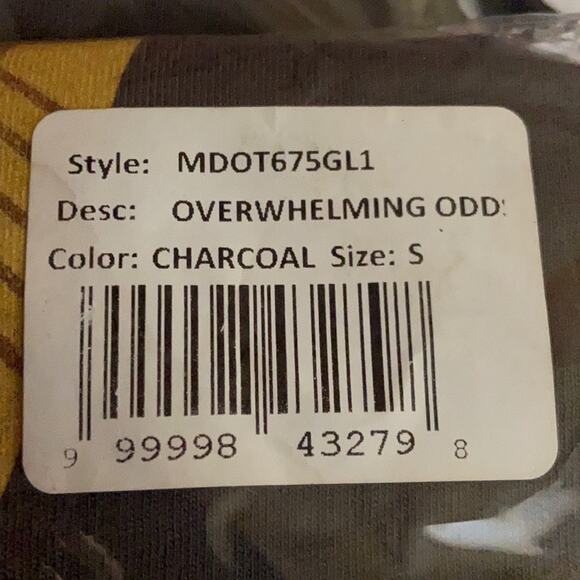 Style: MDOT675GL1
Desc: OVERWHELMING ODD
Color: CHARCOAL Size: S
9 99998 43279 8